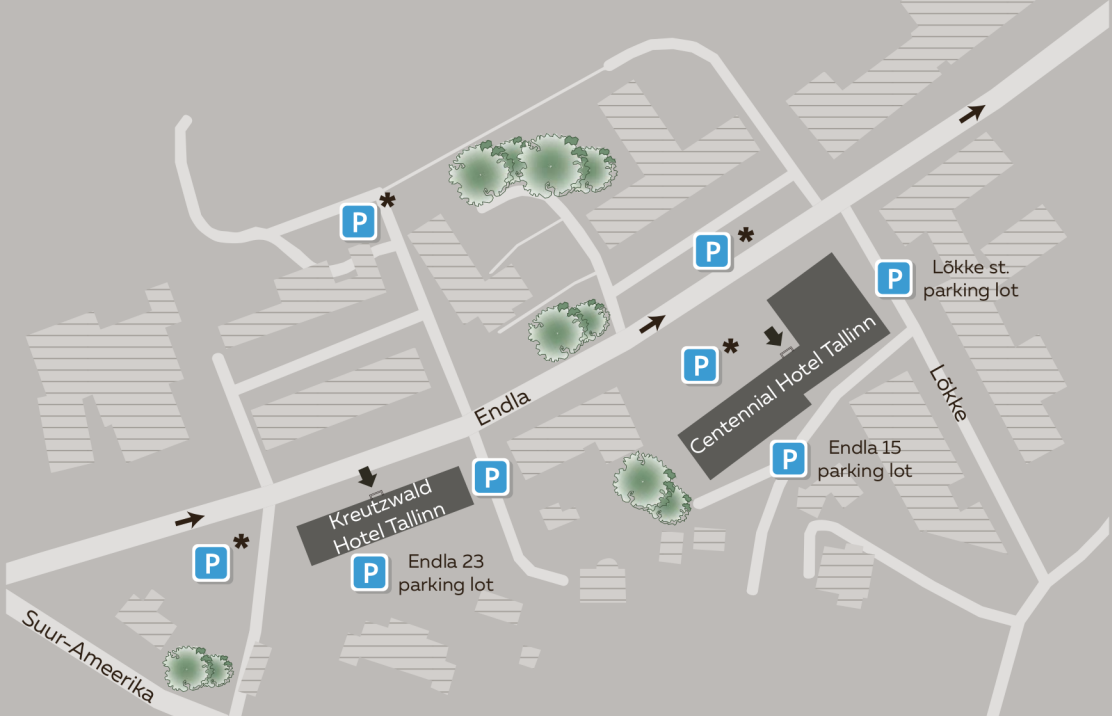 P *
P *
Lõkke st.
parking lot
P
P *
Centennial Hotel Tallinn
Endla
Lõkke
P
Endla 15
parking lot
P
Kreutzwald
Hotel Tallinn
P *
P
Endla 23
parking lot
Suur-Ameerika